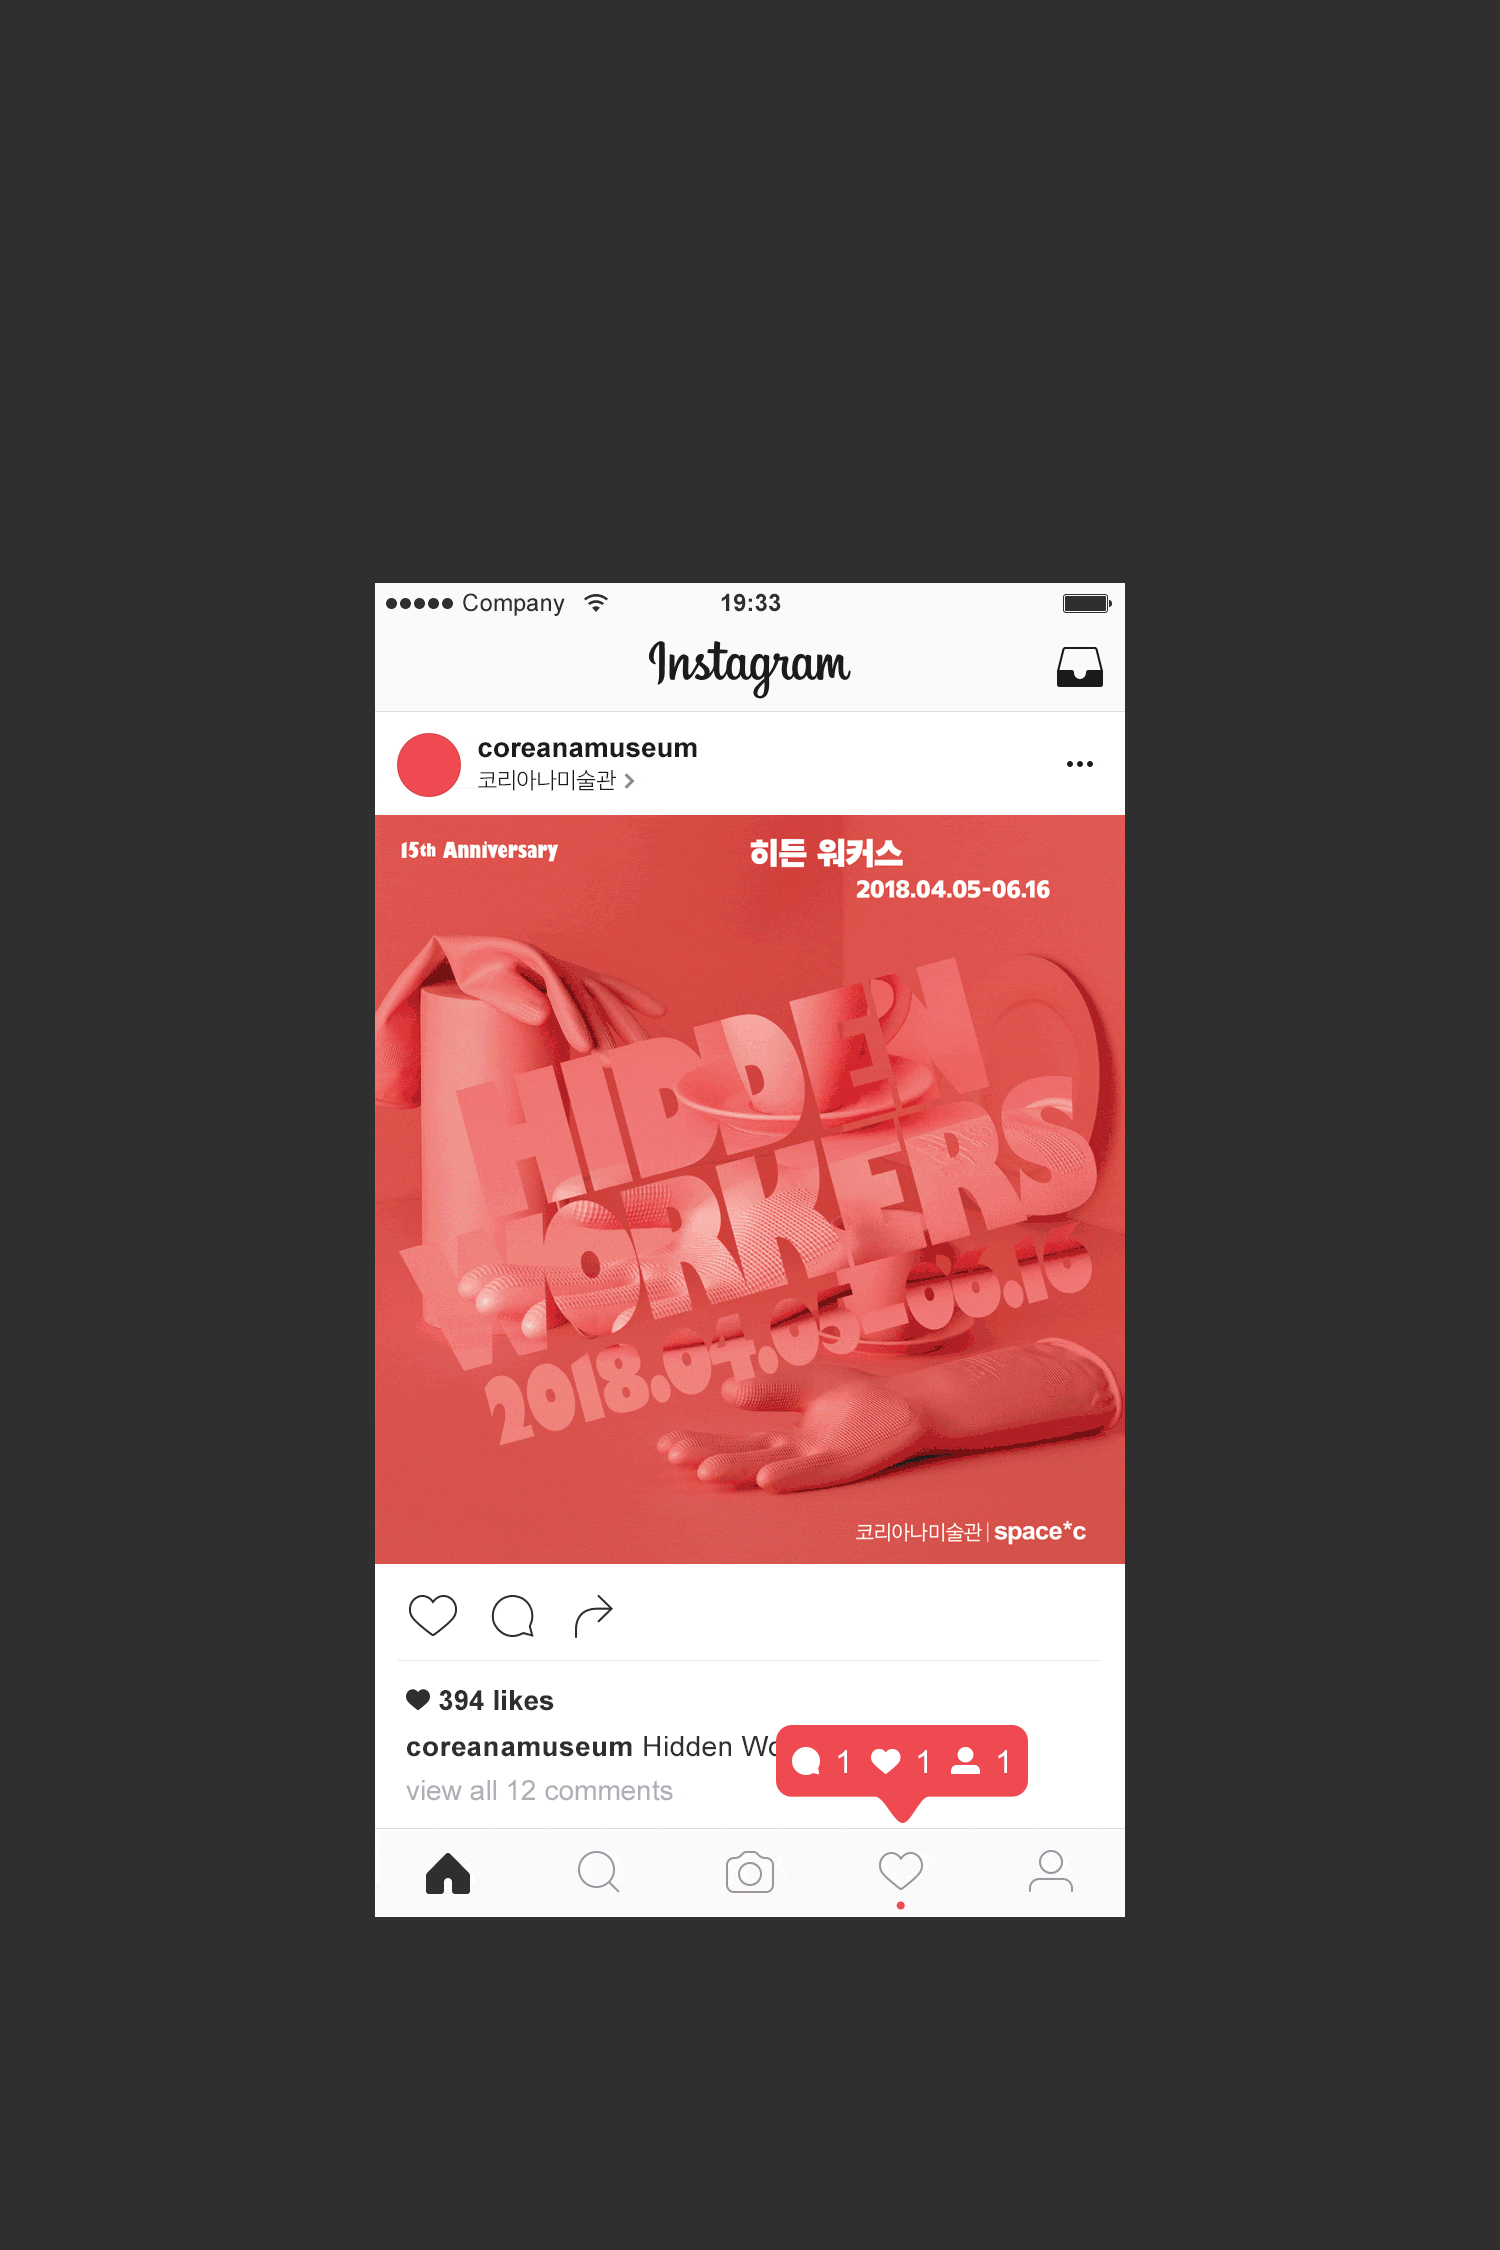 Company 19:33
Instagram
coreanamuseum
코리아나미술관
15th Anniversary
히든 워커스
2018.04.05-06.16
HIDDEN
WORKERS
2018.04.05–06.16
코리아나미술관 | space*c
394 likes
coreanamuseum Hidden
view all 12 comments
1 1 1